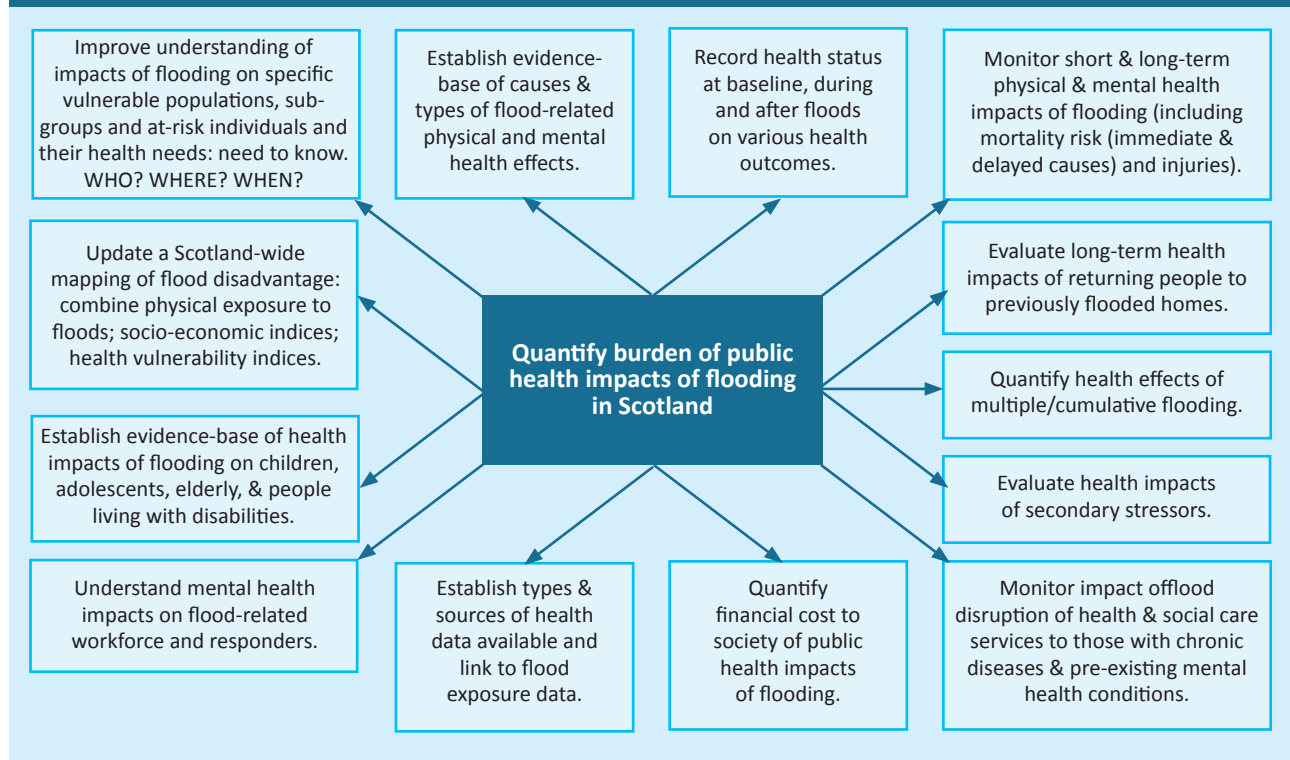 Improve understanding of
impacts of flooding on specific
vulnerable populations, sub-
groups and at-risk individuals and
their health needs: need to know.
WHO? WHERE? WHEN?
Establish evidence-
base of causes &
types of flood-related
physical and mental
health effects.
Record health status
at baseline, during
and after floods
on various health
outcomes.
Monitor short & long-term
physical & mental health
impacts of flooding (including
mortality risk (immediate &
delayed causes) and injuries).
Update a Scotland-wide
mapping of flood disadvantage:
combine physical exposure to
floods; socio-economic indices;
health vulnerability indices.
Quantify burden of public
health impacts of flooding
in Scotland
Evaluate long-term health
impacts of returning people to
previously flooded homes.
Quantify health effects of
multiple/cumulative flooding.
Establish evidence-base of health
impacts of flooding on children,
adolescents, elderly, & people
living with disabilities.
Evaluate health impacts
of secondary stressors.
Understand mental health
impacts on flood-related
workforce and responders.
Establish types &
sources of health
data available and
link to flood
exposure data.
Quantify
financial cost to
society of public
health impacts
of flooding.
Monitor impact offlood
disruption of health & social care
services to those with chronic
diseases & pre-existing mental
health conditions.